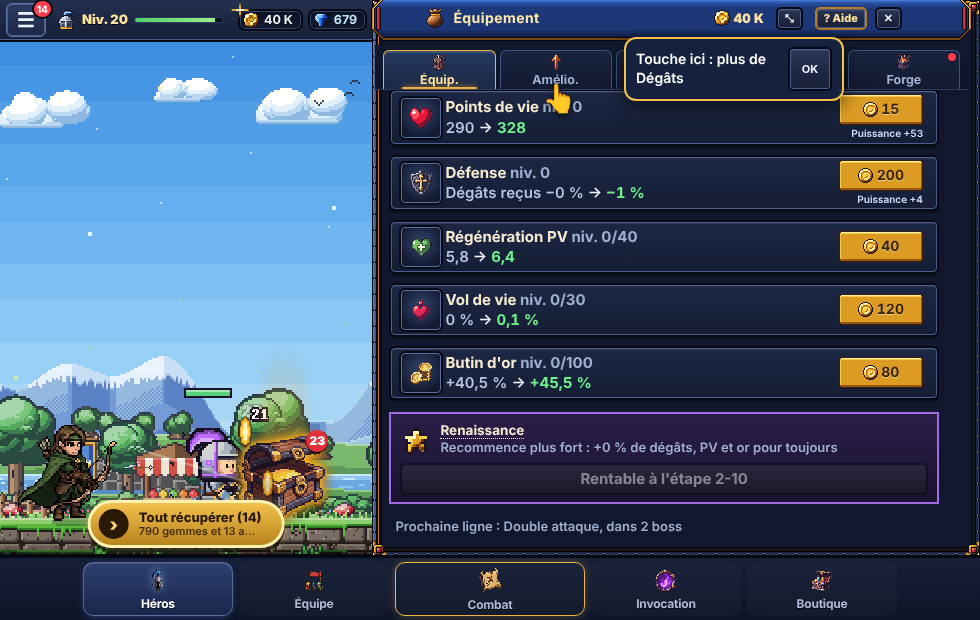 14
Niv. 20
40 K
679
Équipement
40 K
? Aide
Touche ici : plus de
Dégâts
OK
Équip.
Amélio.
Forge
Points de vie
0
290 → 328
15
Puissance +53
Défense niv. 0
Dégâts reçus −0 % → −1 %
200
Puissance +4
Régénération PV niv. 0/40
5,8 → 6,4
40
Vol de vie niv. 0/30
0 % → 0,1 %
120
Butin d'or niv. 0/100
+40,5 % → +45,5 %
80
Renaissance
Recommence plus fort : +0 % de dégâts, PV et or pour toujours
Rentable à l'étape 2-10
Prochaine ligne : Double attaque, dans 2 boss
21
23
Tout récupérer (14)
790 gemmes et 13 a...
Héros
Équipe
Combat
Invocation
Boutique